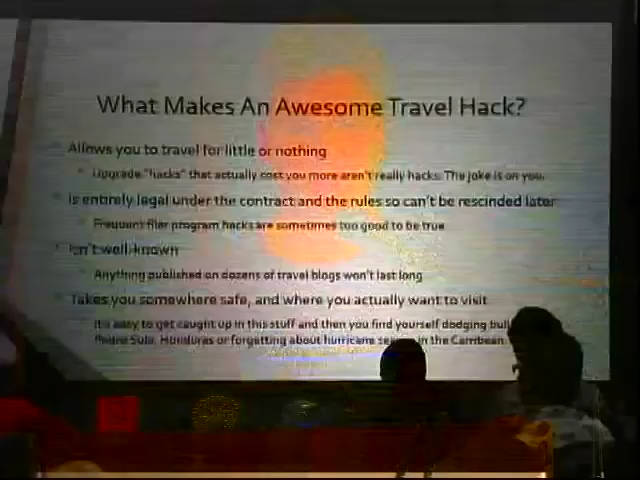 What Makes An Awesome Travel Hack?
Allows you to travel for little or nothing
Upgrade "hacks" that actually cost you more aren't really hacks. The joke is on you.
Is entirely legal under the contract and the rules so can't be rescinded later
Frequent flier program hacks are sometimes too good to be true
Isn't well-known
Anything published on dozens of travel blogs won't last long
Takes you somewhere safe, and where you actually want to visit
It's easy to get caught up in this stuff and then you find yourself dodging
Sula, Honduras or forgetting about hurricane in the Carribean.